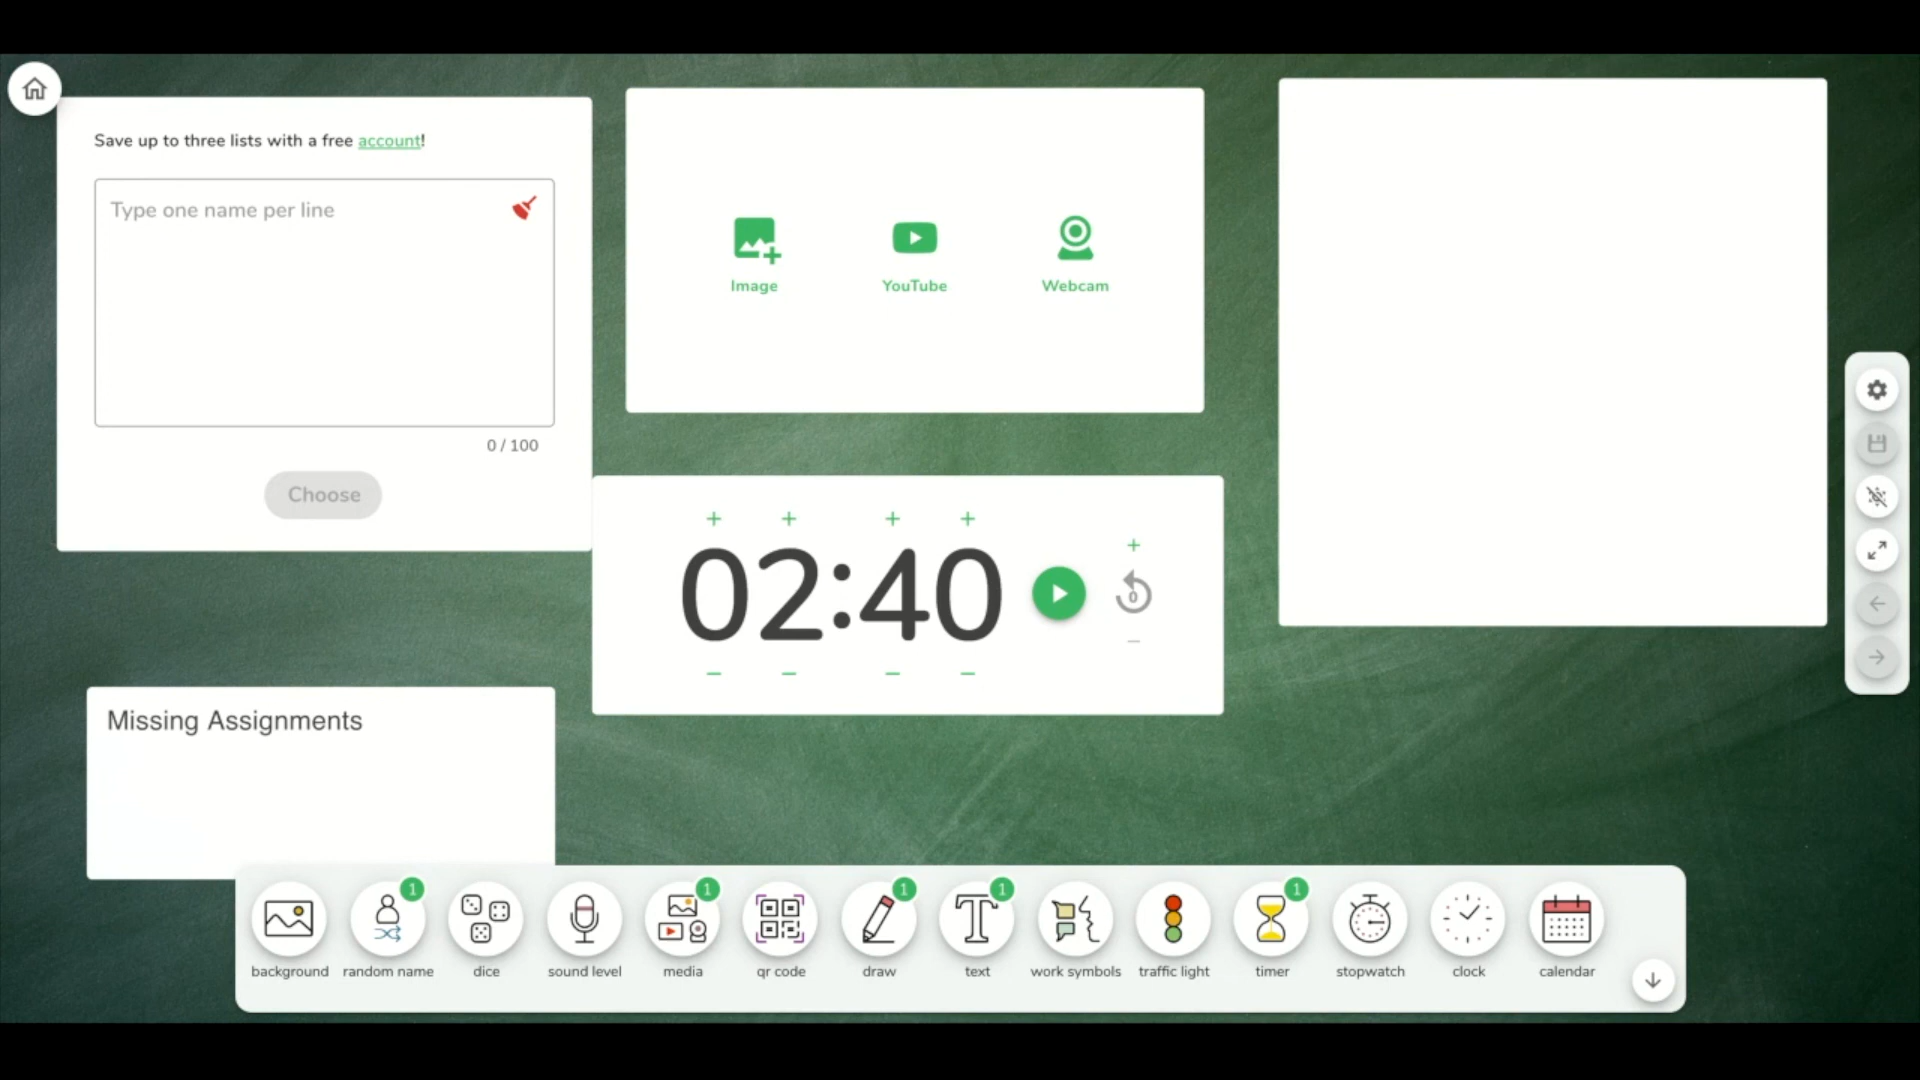 Save up to three lists with a free account!
Type one name per line
0 / 100
Choose
Image
YouTube
Webcam
+ + + +
02:40
+
0
Missing Assignments
1
1
1
1
1
background
random name
dice
sound level
media
qr code
draw
text
work symbols
traffic light
timer
stopwatch
clock
calendar